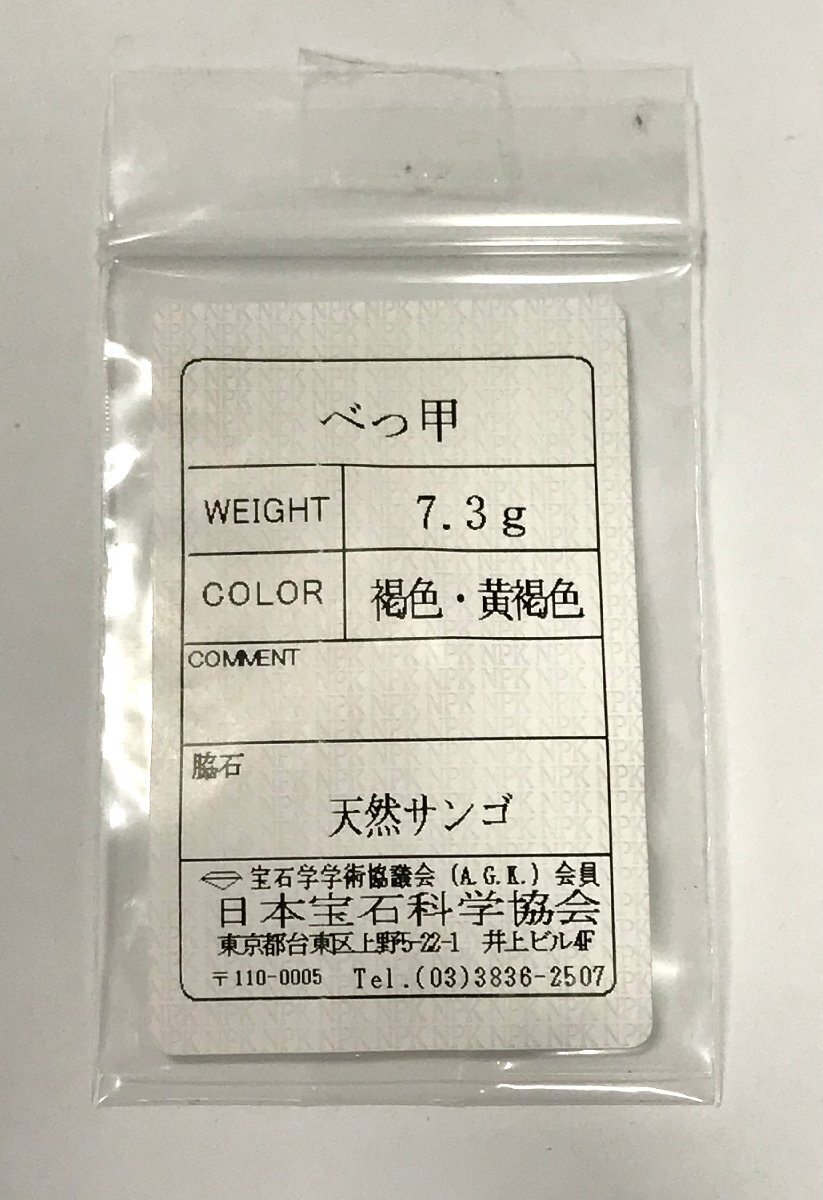 べっ甲
WEIGHT 7.3g
COLOR 褐色・黄褐色
COMMENT
脇石
天然サンゴ
宝石学学術協議会 (A.G.K.) 会員
日本宝石科学協会
東京都台東区上野5-22-1 井上ビル4F
〒110-0005 Tel.(03)3836-2507